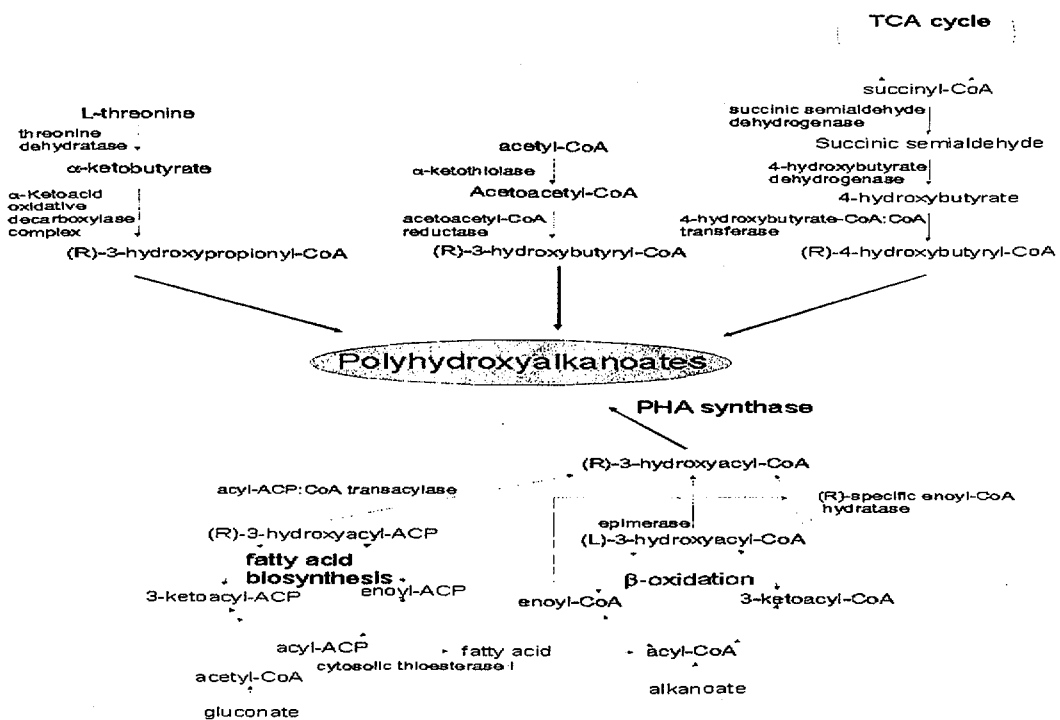 TCA cycle
succinyl-CoA
succinic semialdehyde
dehydrogenase
Succinic semialdehyde
4-hydroxybutyrate
dehydrogenase
4-hydroxybutyrate
4-hydroxybutyrate-CoA:CoA
transferase
(R)-4-hydroxybutyryl-CoA
L-threonine
threonine
dehydratase
α-ketobutyrate
α-Ketoacid
oxidative
decarboxylase
complex
(R)-3-hydroxypropionyl-CoA
acetyl-CoA
α-ketothiolase
Acetoacetyl-CoA
acetoacetyl-CoA
reductase
(R)-3-hydroxybutyryl-CoA
Polyhydroxyalkanoates
PHA synthase
(R)-3-hydroxyacyl-CoA
acyl-ACP:CoA transacylase
(R)-specific enoyl-CoA
hydratase
(R)-3-hydroxyacyl-ACP
epimerase
(L)-3-hydroxyacyl-CoA
fatty acid
biosynthesis
β-oxidation
3-ketoacyl-ACP
enoyl-ACP
enoyl-CoA
3-ketoacyl-CoA
acyl-ACP
fatty acid
acyl-CoA
cytosolic thioesterase I
acetyl-CoA
alkanoate
gluconate